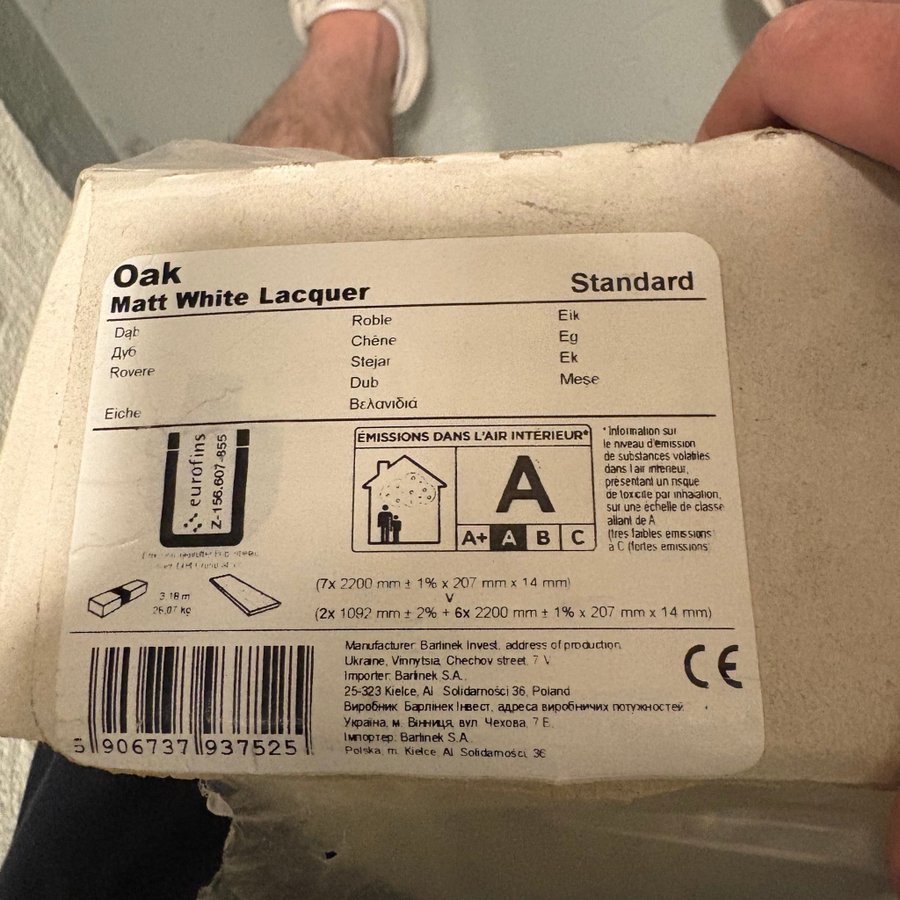 Oak
Matt White Lacquer
Standard
Dąb
Дуб
Rovere
Eiche
Roble
Chêne
Stejar
Dub
Βελανιδιά
Eik
Eg
Ek
Meşe
eurofins
Z-156.607-855
ÉMISSIONS DANS L'AIR INTÉRIEUR*
A
A+ A B C
*Information sur
le niveau d'émission
de substances volatiles
dans l'air intérieur,
présentant un risque
de toxicité par inhalation,
sur une échelle de classe
allant de A
(très faibles émissions)
à C (fortes émissions)
3.18 m
26,07 kg
(7x 2200 mm ± 1% x 207 mm x 14 mm)
V
(2x 1092 mm ± 2% + 6x 2200 mm ± 1% x 207 mm x 14 mm)
5 906737 937525
Manufacturer: Barlinek Invest, address of production:
Ukraine, Vinnytsia, Chechov street, 7 V
Importer: Barlinek S.A.,
25-323 Kielce, Al. Solidarności 36, Poland
Виробник: Барлінек Інвест, адреса виробничих потужностей:
Україна, м. Вінниця, вул. Чехова, 7 Е,
Імпортер: Barlinek S.A.
Polska, m. Kielce, Al. Solidarności, 36
CE